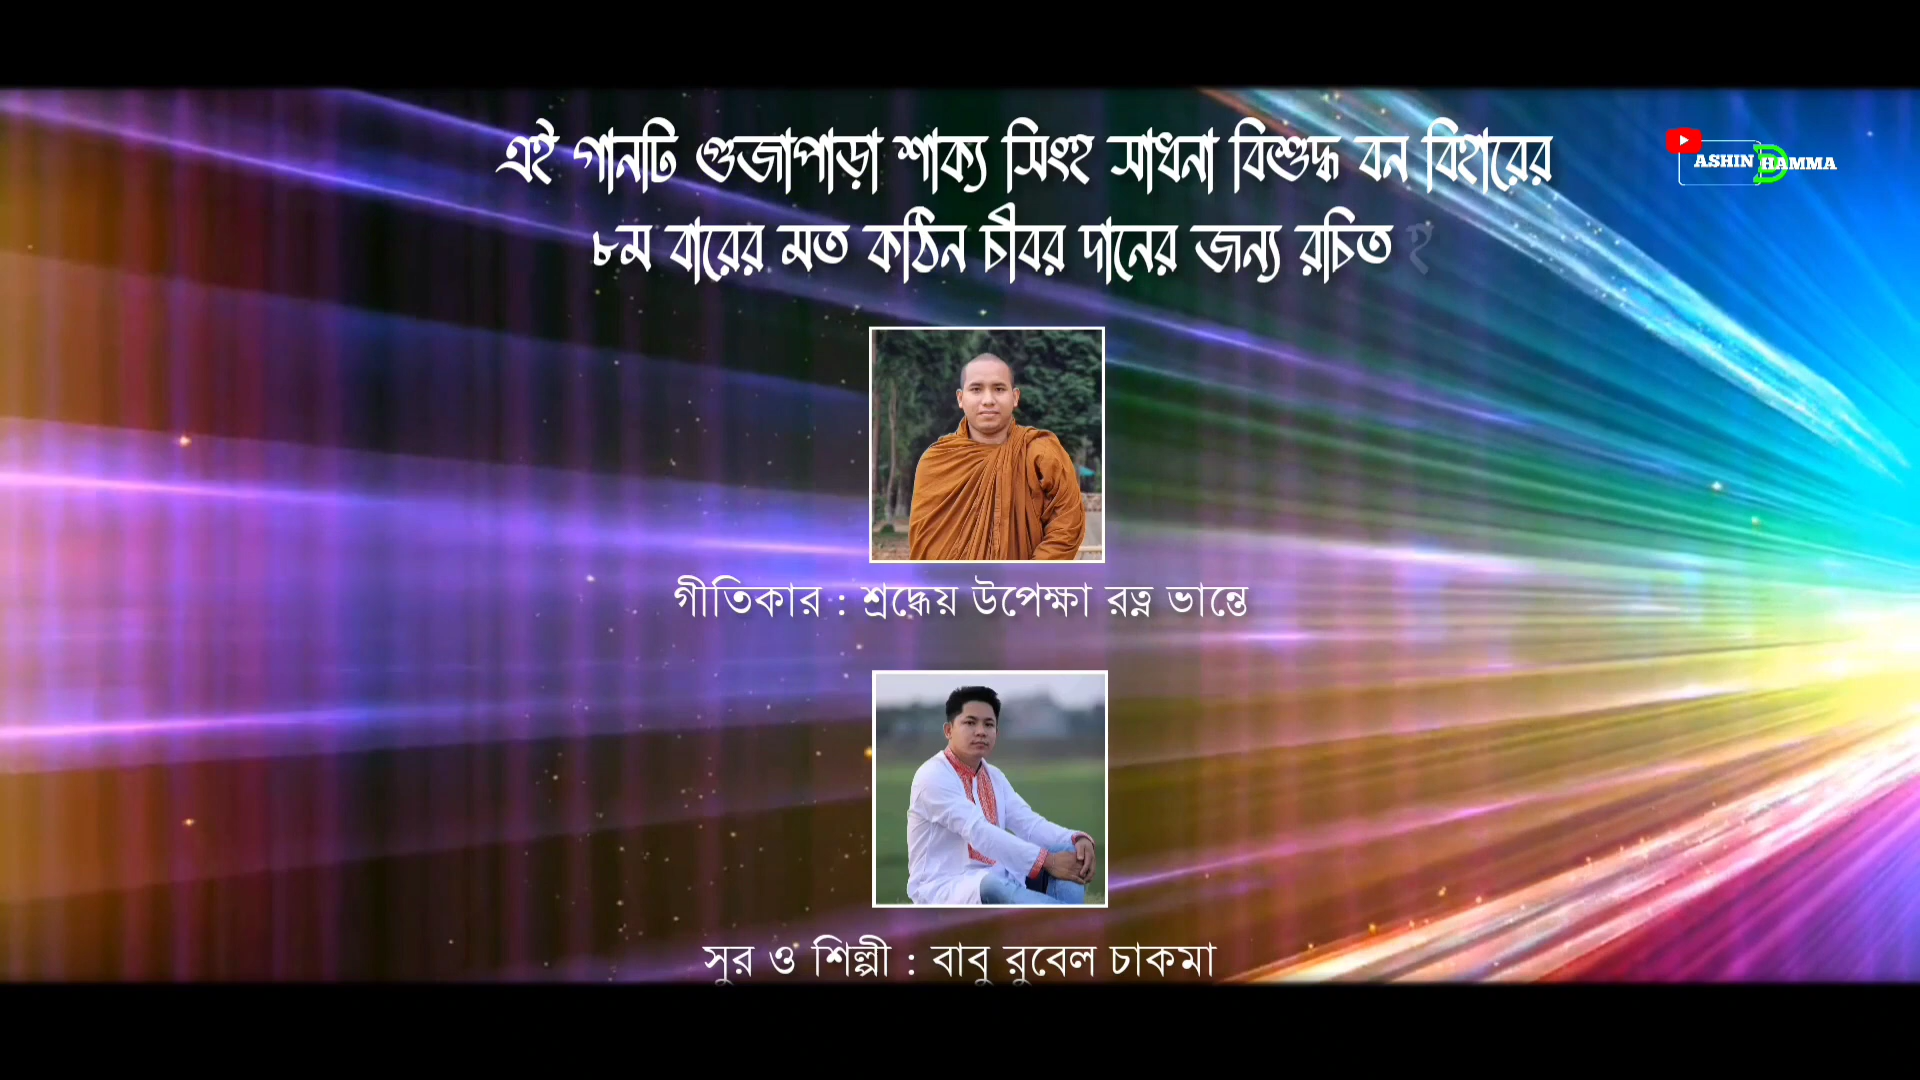 এই গানটি গুজাপাড়া শাক্য সিংহ সাধনা বিশুদ্ধ বন বিহারের
৮ম বারের মত কঠিন চীবর দানের জন্য রচিত হ
ASHIN DHAMMA
গীতিকার : শ্রদ্ধেয় উপেক্ষা রত্ন ভান্তে
সুর ও শিল্পী : বাবু রুবেল চাকমা